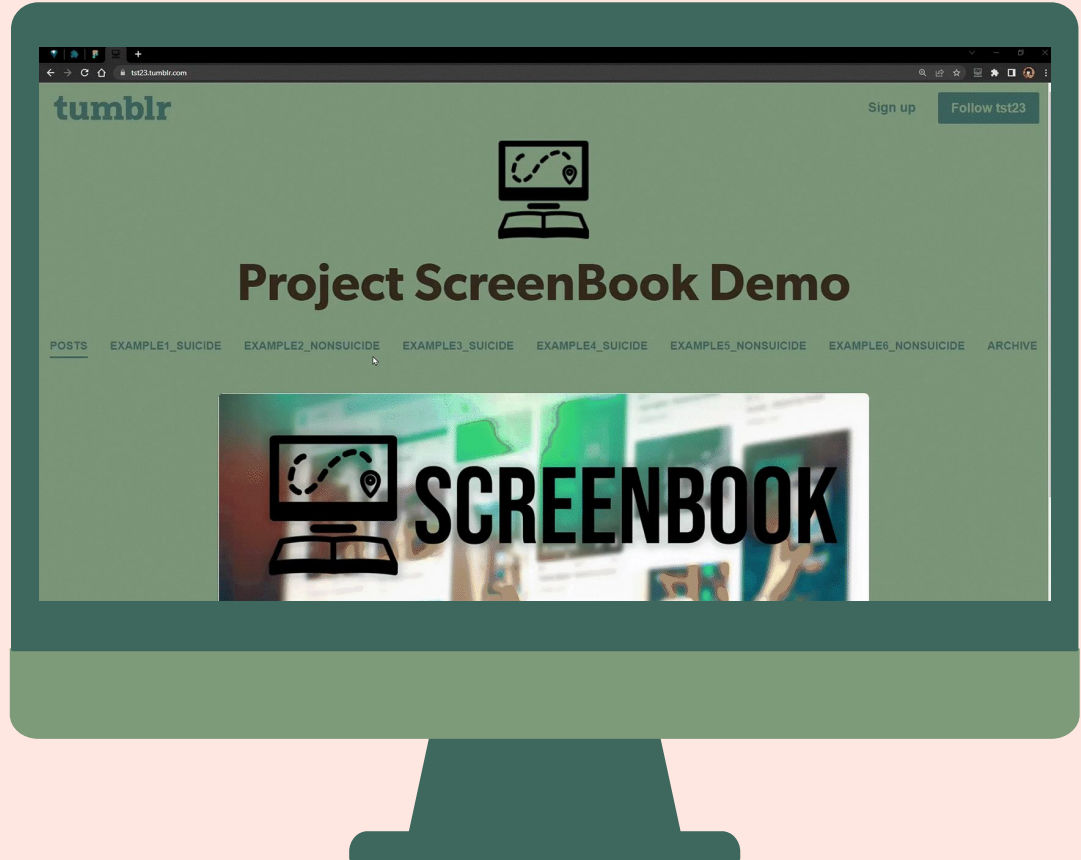 tst23.tumblr.com
tumblr
Sign up
Follow tst23
Project ScreenBook Demo
POSTS EXAMPLE1_SUICIDE EXAMPLE2_NONSUICIDE EXAMPLE3_SUICIDE EXAMPLE4_SUICIDE EXAMPLE5_NONSUICIDE EXAMPLE6_NONSUICIDE ARCHIVE
SCREENBOOK